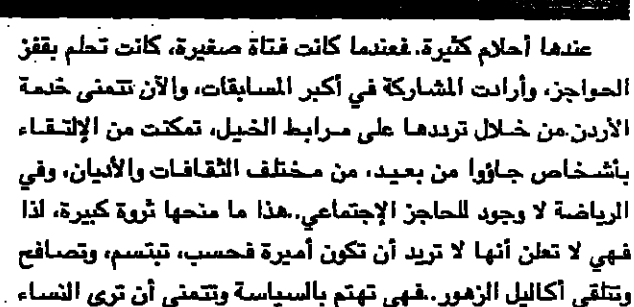 عندها أحلام كثيرة. فعندما كانت فتاة صغيرة، كانت تحلم بقفز
الحواجز، وأرادت المشاركة في أكبر المسابقات، والآن تتمنى خدمة
الأردن. من خلال ترددها على مرابط الخيل، تمكنت من الإلتقاء
بأشخاص جاؤوا من بعيد، من مختلف الثقافات والأديان، وفي
الرياضة لا وجود للحاجز الإجتماعي.. هذا ما منحها ثروة كبيرة، لذا
فهي لا تعلن أنها لا تريد أن تكون أميرة فحسب، تبتسم، وتصافح
وتتلقى أكاليل الزهور.. فهي تهتم بالسياسة وتتمنى أن ترى النساء